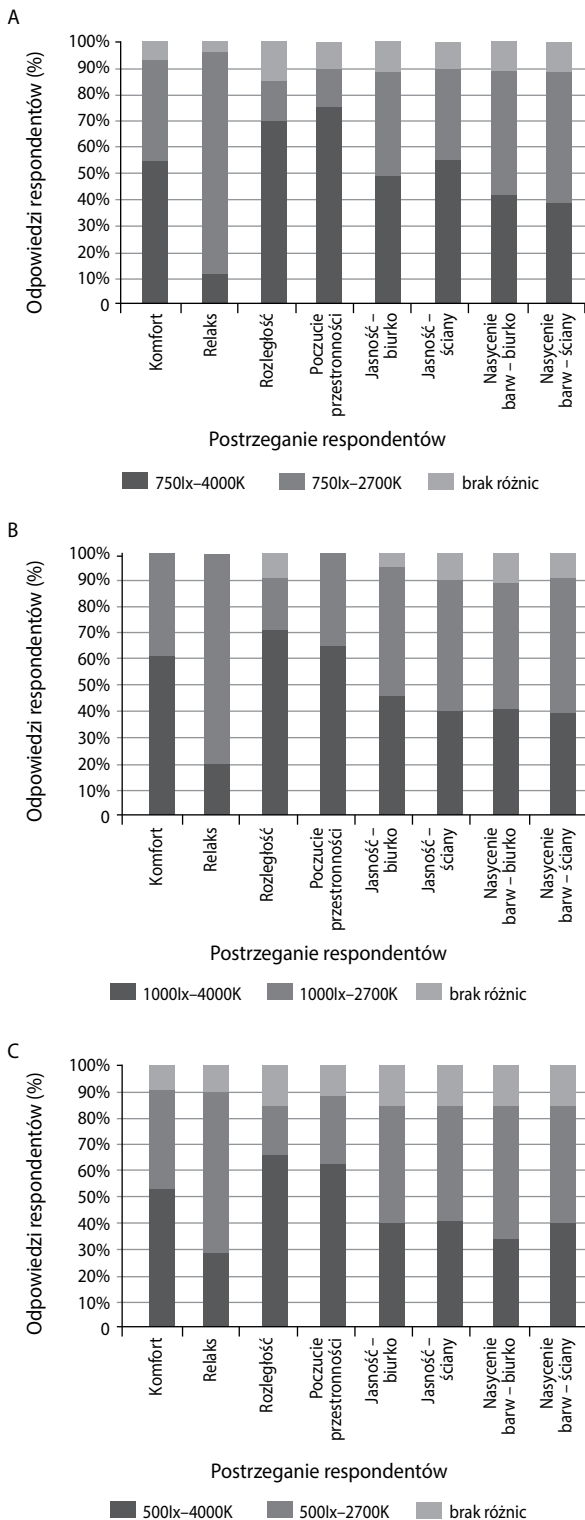 A
Odpowiedzi respondentów (%)
100%
90%
80%
70%
60%
50%
40%
30%
20%
10%
0
Komfort
Relaks
Rozległość
Poczucie
przestronności
Jasność –
biurko
Jasność –
ściany
Nasycenie
barw – biurko
Nasycenie
barw – ściany
Postrzeganie respondentów
750lx–4000K 750lx–2700K brak różnic
B
Odpowiedzi respondentów (%)
100%
90%
80%
70%
60%
50%
40%
30%
20%
10%
0
Komfort
Relaks
Rozległość
Poczucie
przestronności
Jasność –
biurko
Jasność –
ściany
Nasycenie
barw – biurko
Nasycenie
barw – ściany
Postrzeganie respondentów
1000lx–4000K 1000lx–2700K brak różnic
C
Odpowiedzi respondentów (%)
100%
90%
80%
70%
60%
50%
40%
30%
20%
10%
0
Komfort
Relaks
Rozległość
Poczucie
przestronności
Jasność –
biurko
Jasność –
ściany
Nasycenie
barw – biurko
Nasycenie
barw – ściany
Postrzeganie respondentów
500lx–4000K 500lx–2700K brak różnic